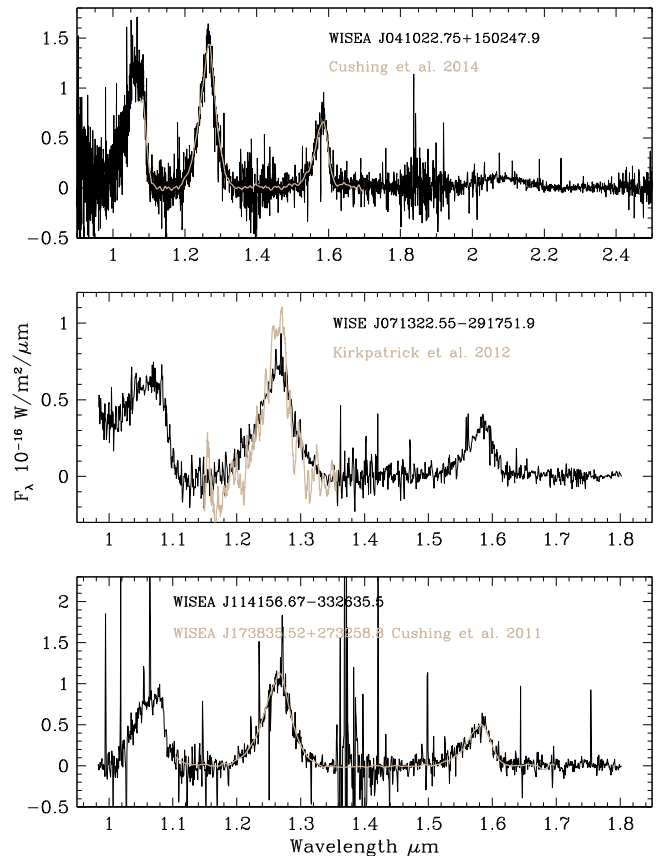 1.5
1
0.5
0
−0.5
WISEA J041022.75+150247.9
Cushing et al. 2014
1 1.2 1.4 1.6 1.8 2 2.2 2.4
1
0.5
0
WISE J071322.55−291751.9
Kirkpatrick et al. 2012
F_λ 10⁻¹⁶ W/m²/μm
1 1.1 1.2 1.3 1.4 1.5 1.6 1.7 1.8
2
1.5
1
0.5
0
−0.5
WISEA J114156.67−332635.5
WISEA J173835.52+273258.8 Cushing et al. 2011
1 1.1 1.2 1.3 1.4 1.5 1.6 1.7 1.8
Wavelength μm